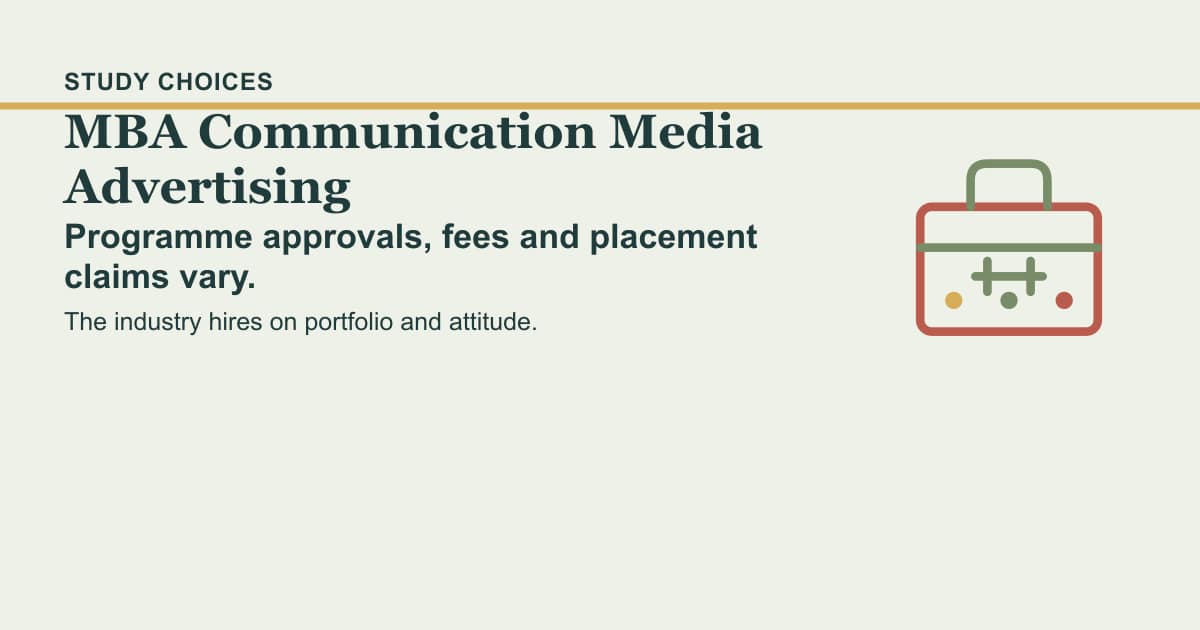 STUDY CHOICES
MBA Communication Media
Advertising
Programme approvals, fees and placement
claims vary.
The industry hires on portfolio and attitude.